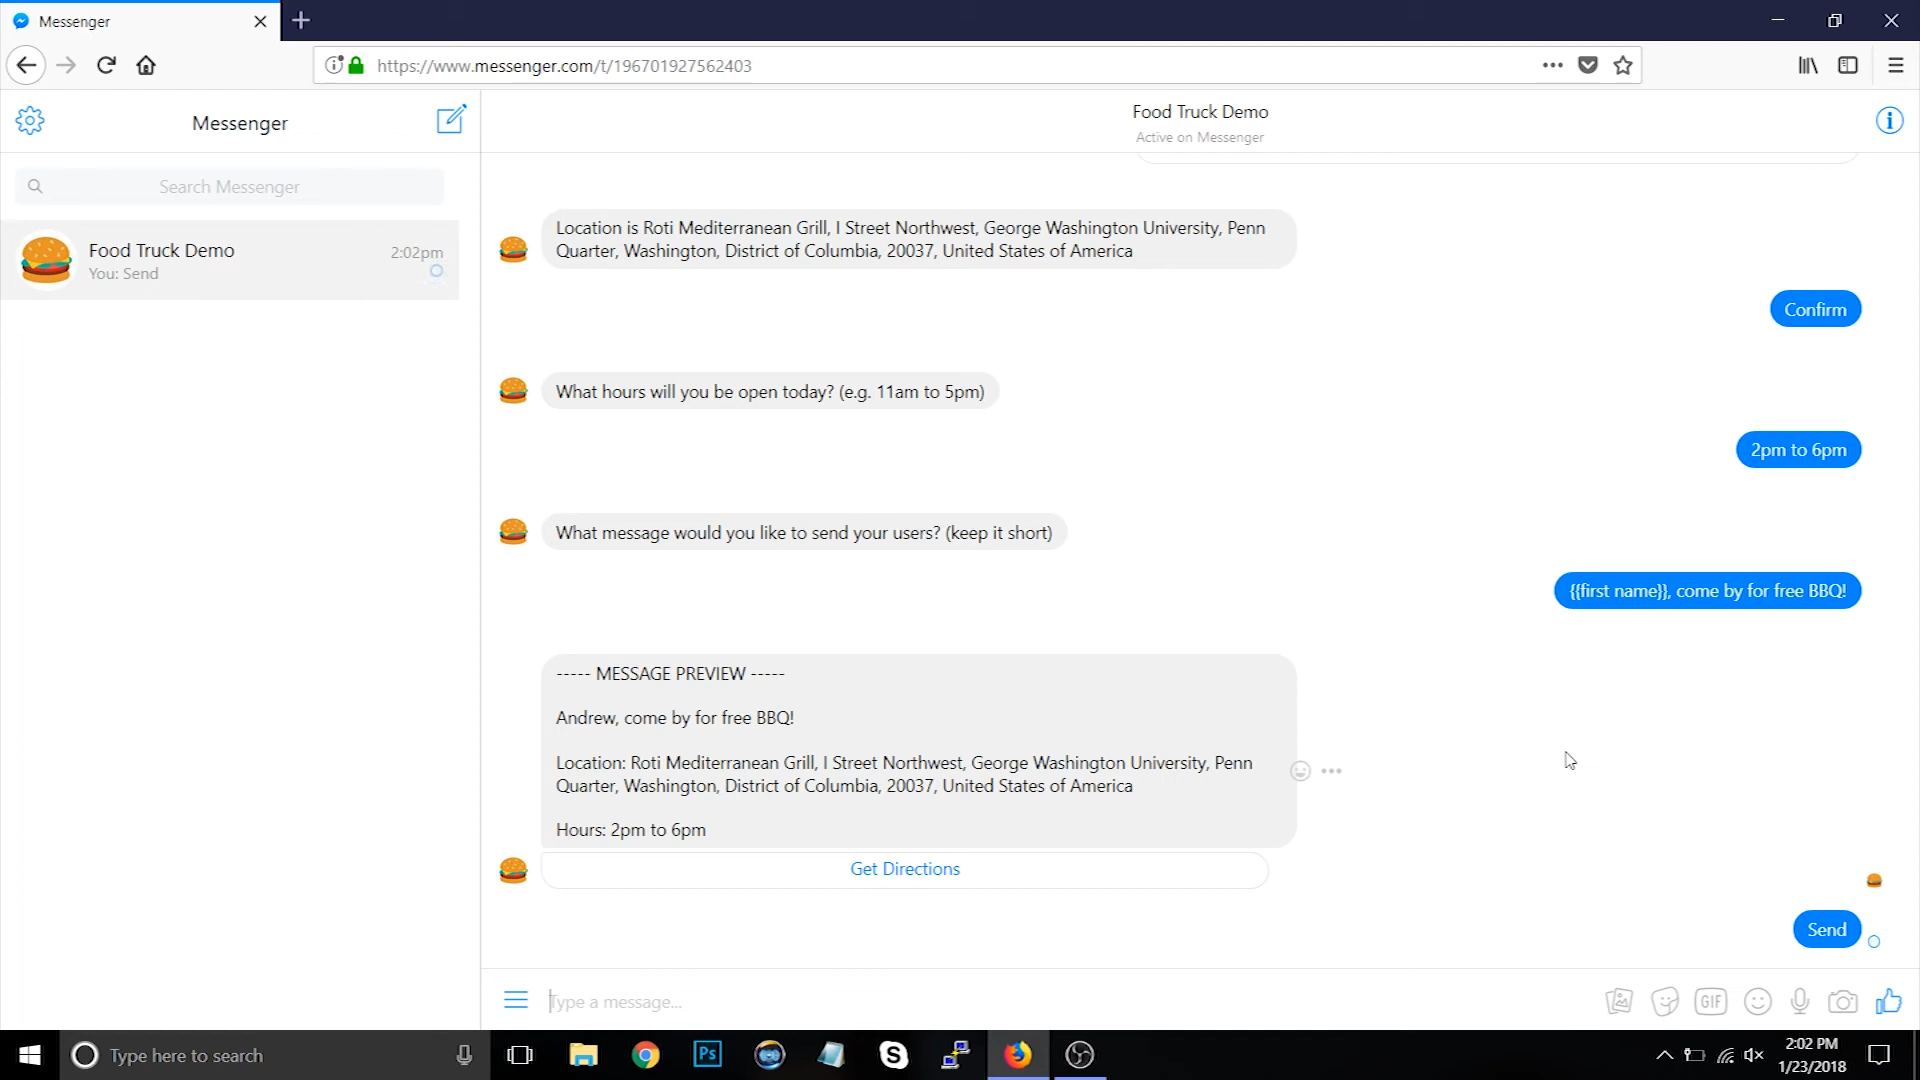 Messenger
https://www.messenger.com/t/196701927562403
Messenger
Search Messenger
Food Truck Demo
2:02pm
You: Send
Food Truck Demo
Active on Messenger
Location is Roti Mediterranean Grill, I Street Northwest, George Washington University, Penn
Quarter, Washington, District of Columbia, 20037, United States of America
Confirm
What hours will you be open today? (e.g. 11am to 5pm)
2pm to 6pm
What message would you like to send your users? (keep it short)
{{first name}}, come by for free BBQ!
----- MESSAGE PREVIEW -----
Andrew, come by for free BBQ!
Location: Roti Mediterranean Grill, I Street Northwest, George Washington University, Penn
Quarter, Washington, District of Columbia, 20037, United States of America
Hours: 2pm to 6pm
Get Directions
Send
Type a message...
GIF
Type here to search
Ps
2:02 PM
1/23/2018